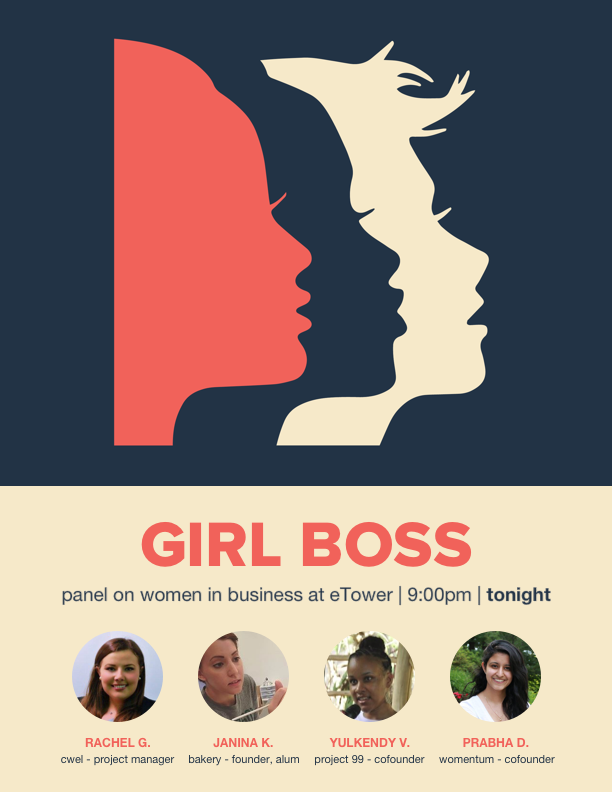 GIRL BOSS
panel on women in business at eTower | 9:00pm | tonight
RACHEL G. JANINA K. YULKENDY V. PRABHA D.
cwel - project manager bakery - founder, alum project 99 - cofounder womentum - cofounder